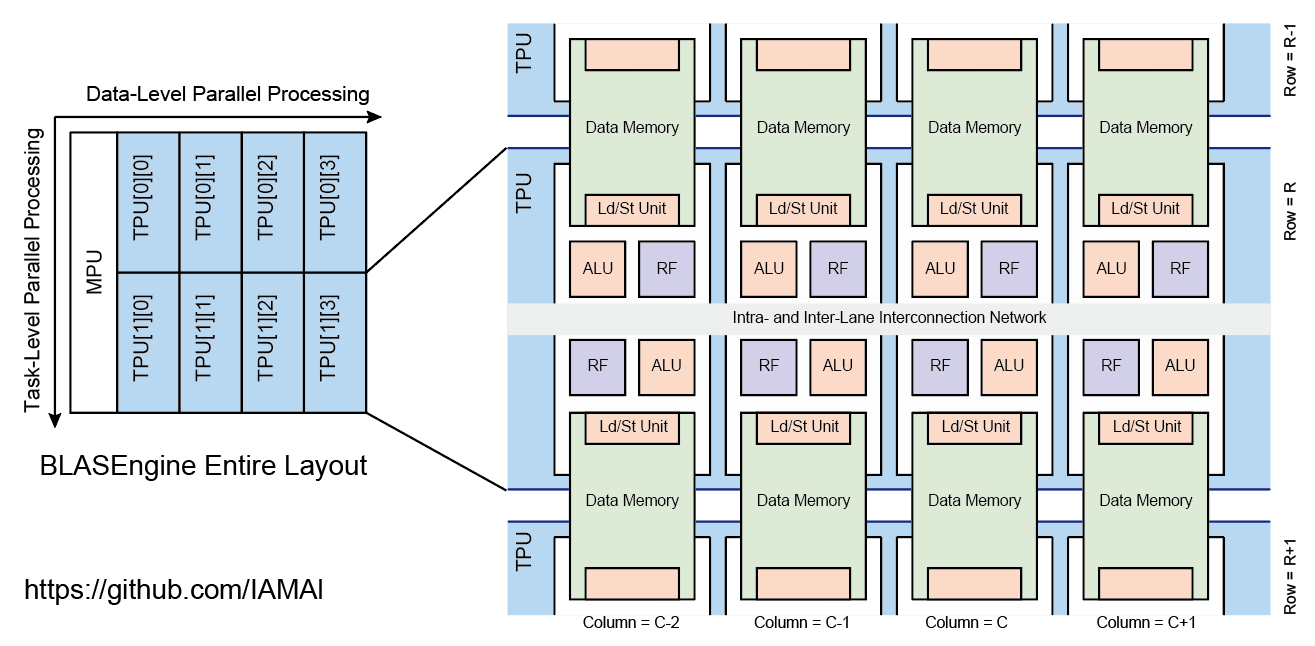 Data-Level Parallel Processing
Task-Level Parallel Processing
MPU
TPU[0][0]
TPU[0][1]
TPU[0][2]
TPU[0][3]
TPU[1][0]
TPU[1][1]
TPU[1][2]
TPU[1][3]
BLASEngine Entire Layout
https://github.com/IAMAl
TPU
Row = R-1
Data Memory
Data Memory
Data Memory
Data Memory
TPU
Row = R
Ld/St Unit
Ld/St Unit
Ld/St Unit
Ld/St Unit
ALU
RF
ALU
RF
ALU
RF
ALU
RF
Intra- and Inter-Lane Interconnection Network
RF
ALU
RF
ALU
RF
ALU
RF
ALU
Ld/St Unit
Ld/St Unit
Ld/St Unit
Ld/St Unit
Data Memory
Data Memory
Data Memory
Data Memory
TPU
Row = R+1
Column = C-2
Column = C-1
Column = C
Column = C+1